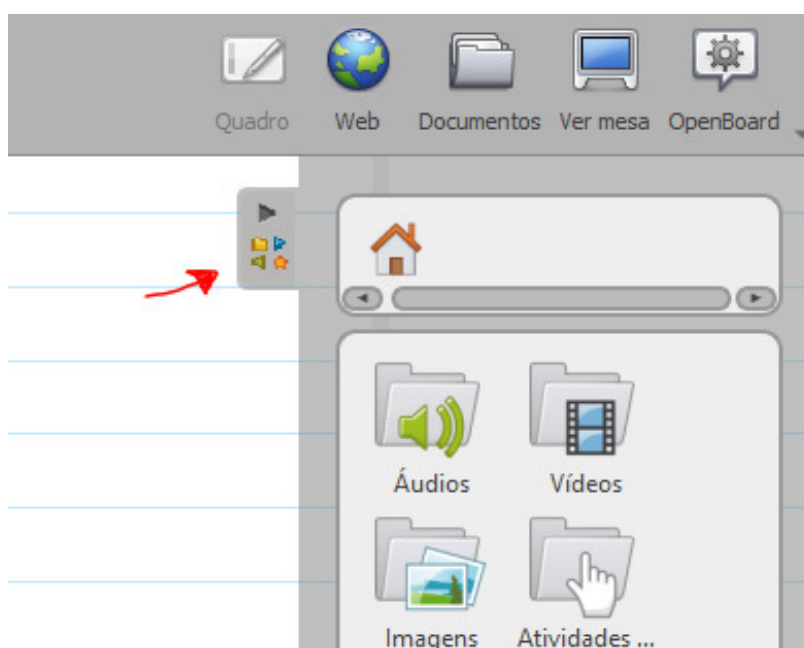 Quadro Web Documentos Ver mesa OpenBoard
Áudios Vídeos
Imagens Atividades ...